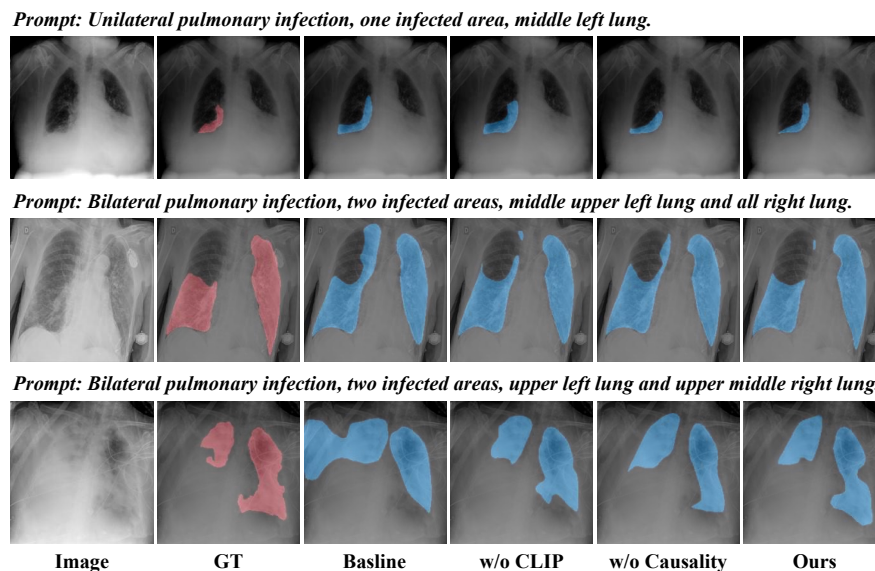 Prompt: Unilateral pulmonary infection, one infected area, middle left lung.
Prompt: Bilateral pulmonary infection, two infected areas, middle upper left lung and all right lung.
Prompt: Bilateral pulmonary infection, two infected areas, upper left lung and upper middle right lung
Image GT Basline w/o CLIP w/o Causality Ours